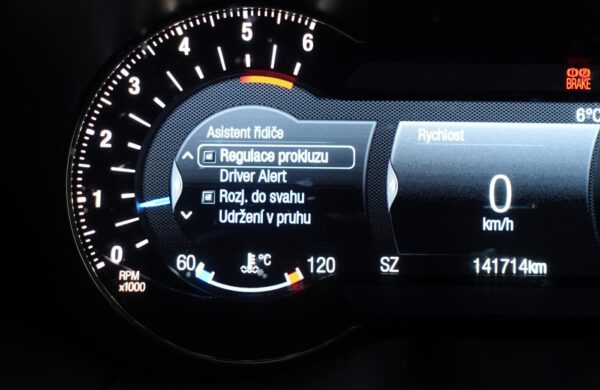 0
1
2
3
4
5
6
RPM
x1000
BRAKE
6°C
Asistent řidiče
Regulace prokluzu
Driver Alert
Rozj. do svahu
Udržení v pruhu
60
°C
120
Rychlost
0
km/h
SZ
141714km